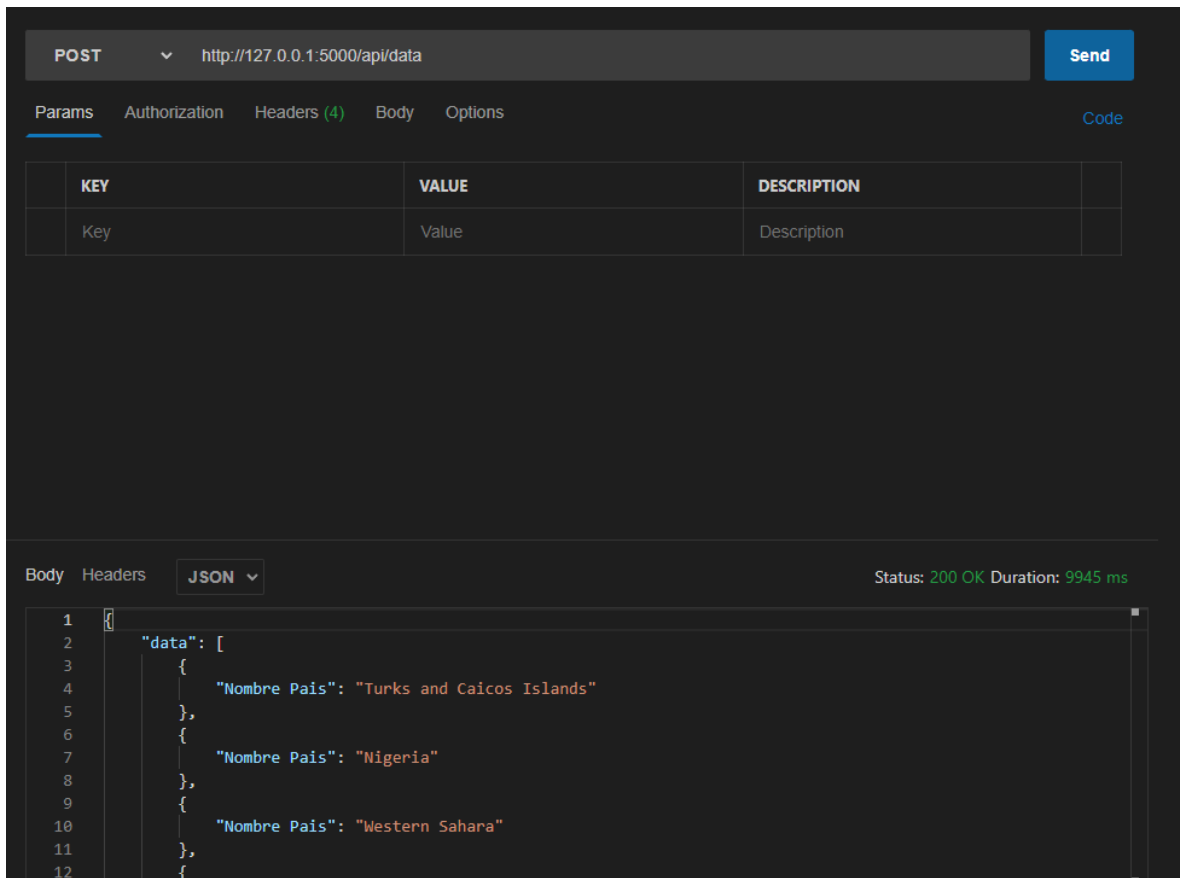 POST http://127.0.0.1:5000/api/data Send
Params Authorization Headers (4) Body Options Code
KEY VALUE DESCRIPTION
Key Value Description
Body Headers JSON Status: 200 OK Duration: 9945 ms
1 {
2 "data": [
3 {
4 "Nombre Pais": "Turks and Caicos Islands"
5 },
6 {
7 "Nombre Pais": "Nigeria"
8 },
9 {
10 "Nombre Pais": "Western Sahara"
11 },
12 {